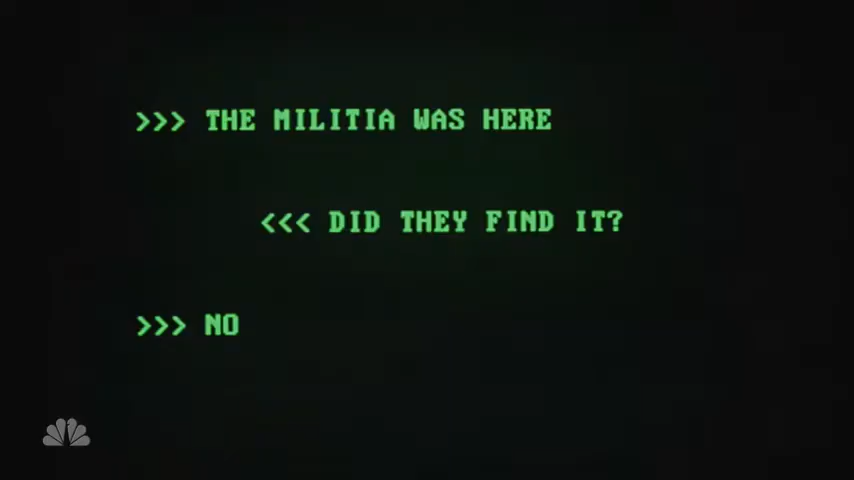 >>> THE MILITIA WAS HERE
<<< DID THEY FIND IT?
>>> NO